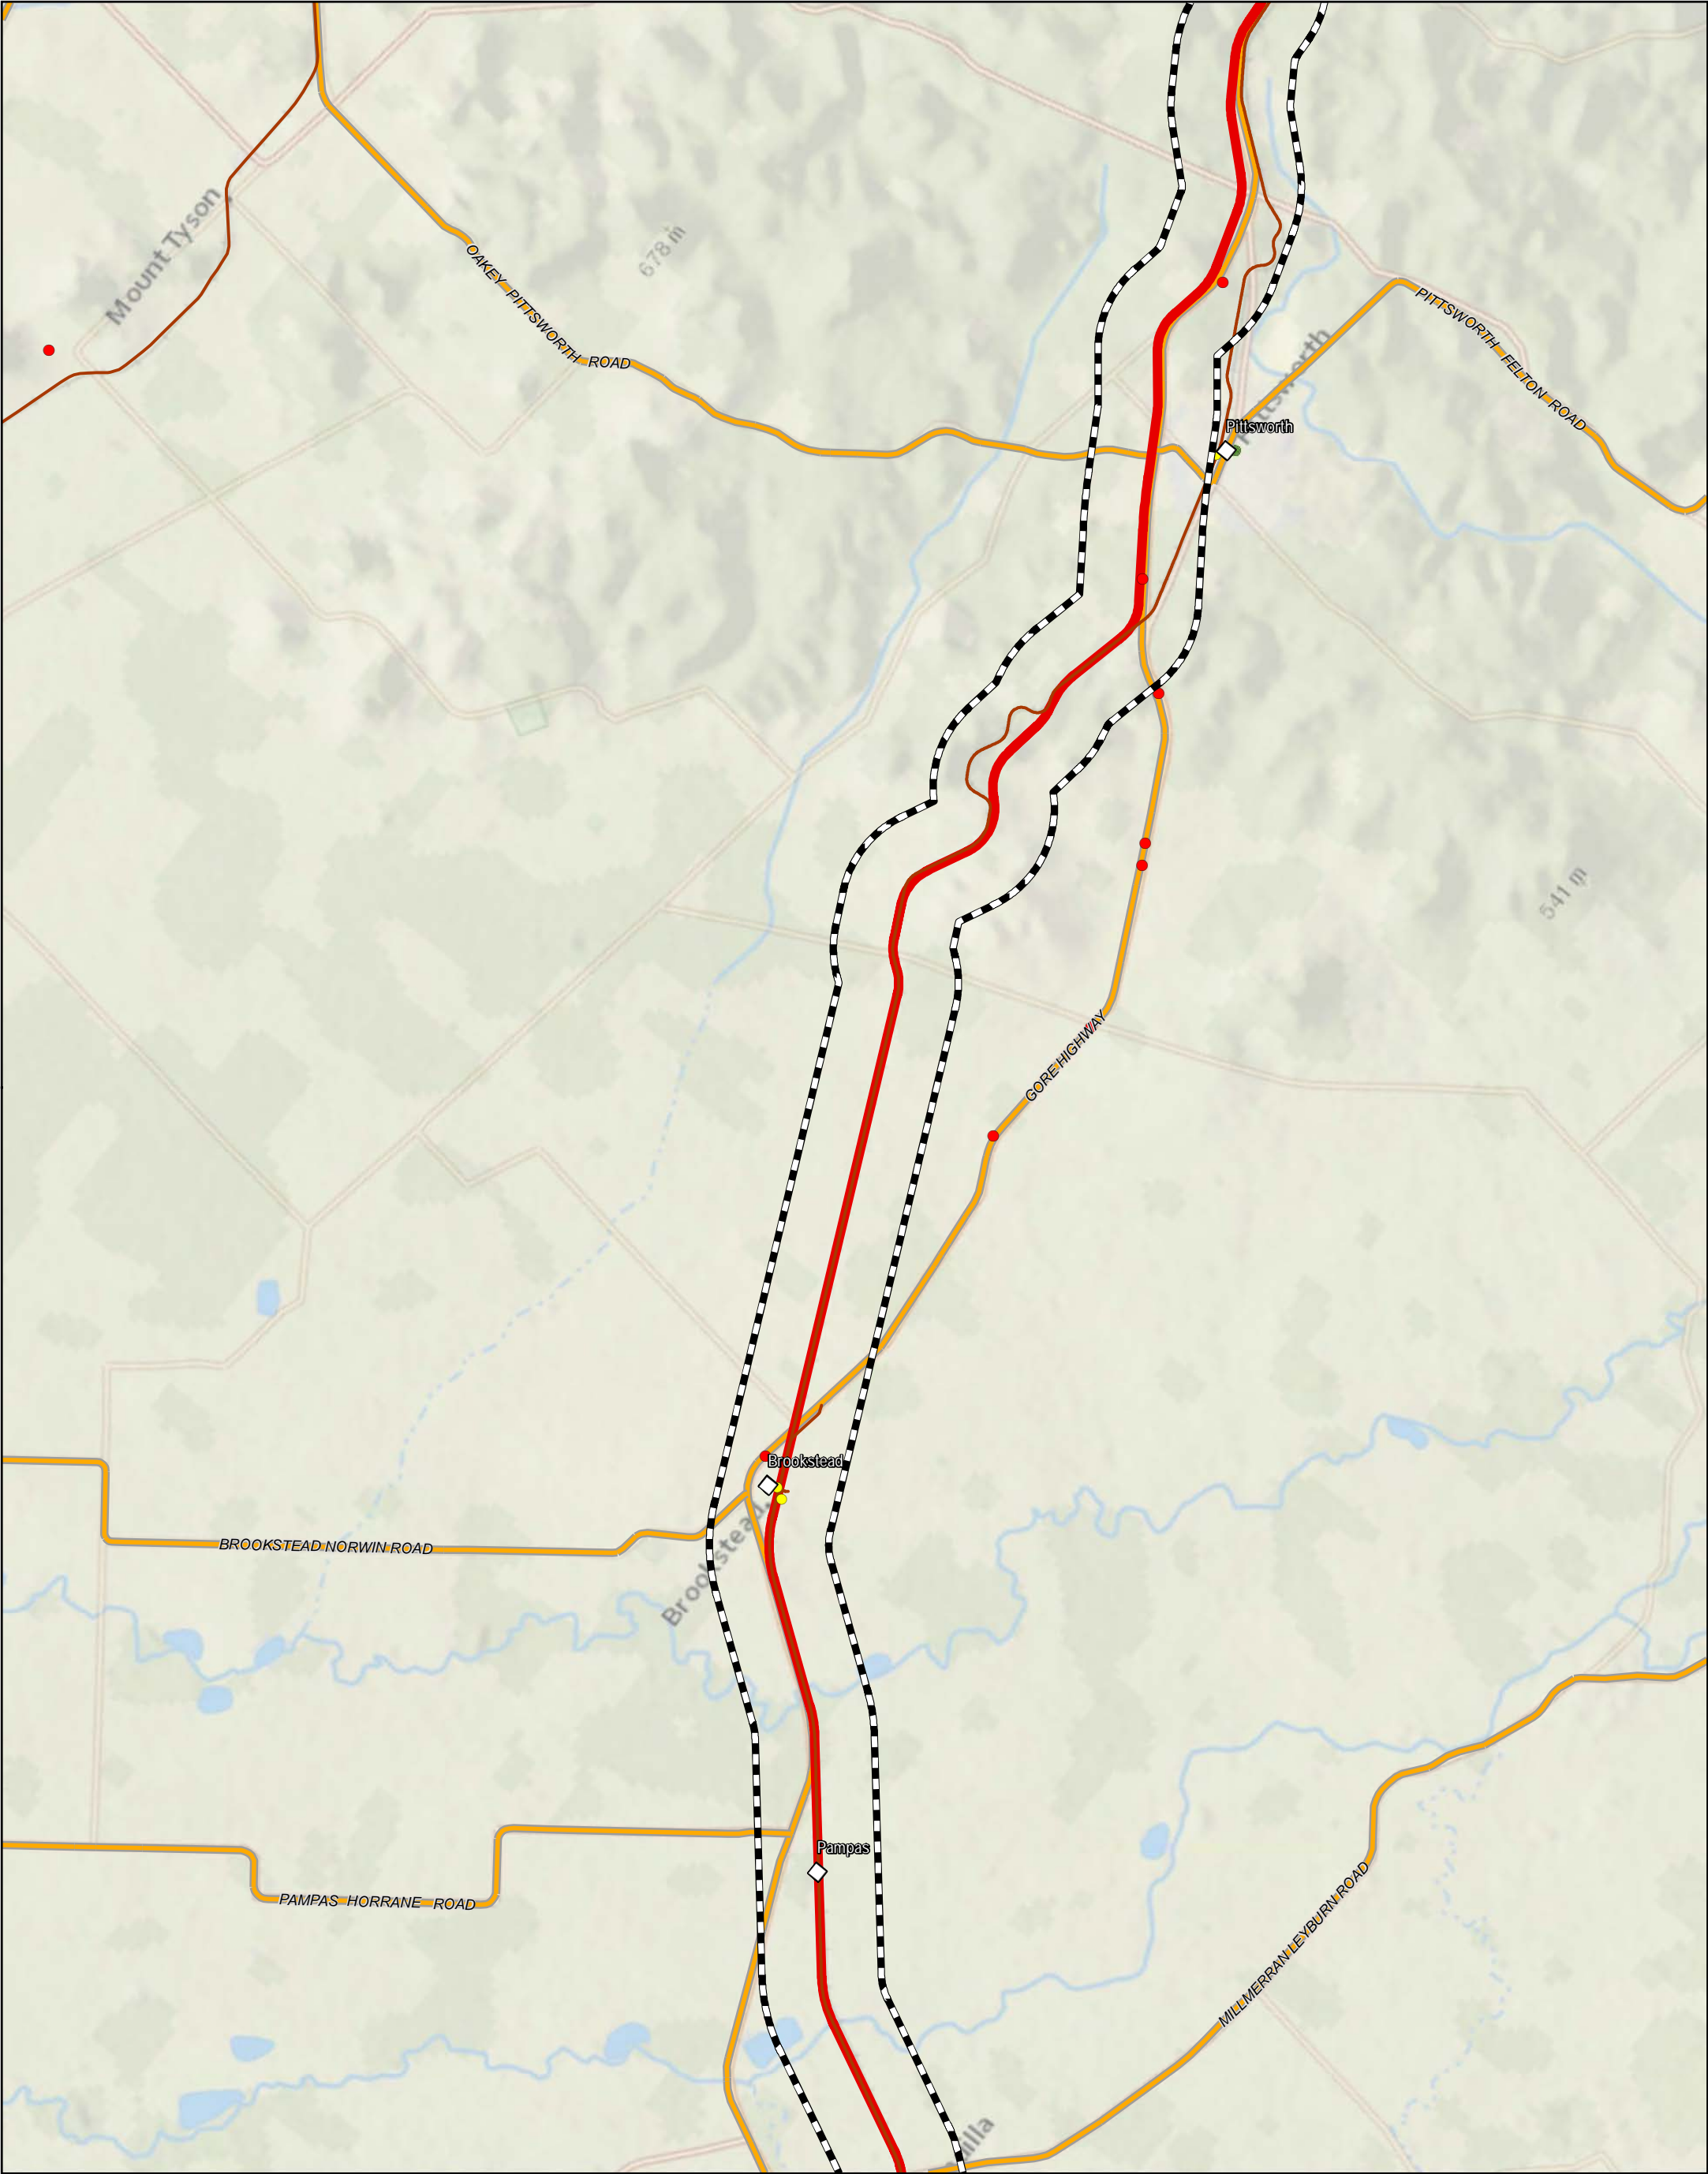 Mount Tyson
678 m
OAKEY PITTSWORTH ROAD
PITTSWORTH FELTON ROAD
Pittsworth
Pittsworth
541 m
GORE HIGHWAY
Brookstead
Brookstead
BROOKSTEAD NORWIN ROAD
Pampas
PAMPAS HORRANE ROAD
MILLMERRAN LEYBURN ROAD